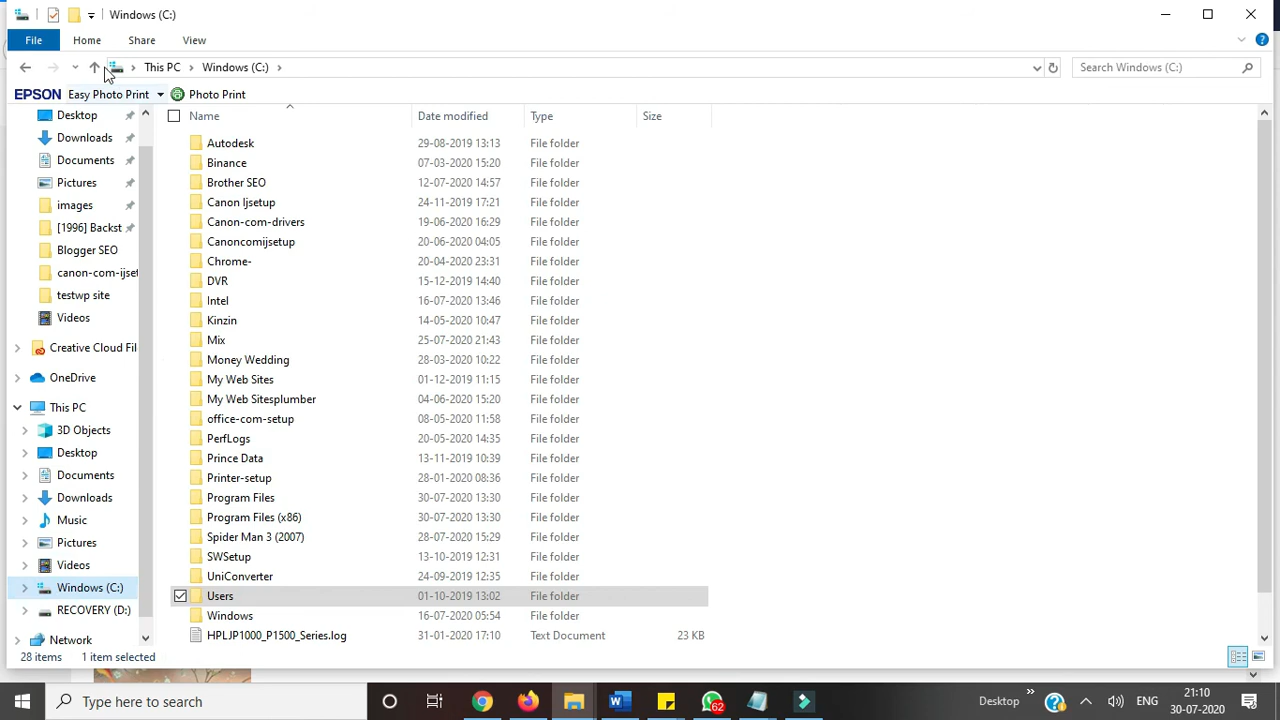 Windows (C:)
File Home Share View
This PC Windows (C:) Search Windows (C:)
EPSON Easy Photo Print Photo Print
Desktop
Downloads
Documents
Pictures
images
[1996] Backst
Blogger SEO
canon-com-ijset
testwp site
Videos
Creative Cloud Fil
OneDrive
This PC
3D Objects
Desktop
Documents
Downloads
Music
Pictures
Videos
Windows (C:)
RECOVERY (D:)
Network
Name Date modified Type Size
Autodesk 29-08-2019 13:13 File folder
Binance 07-03-2020 15:20 File folder
Brother SEO 12-07-2020 14:57 File folder
Canon Ijsetup 24-11-2019 17:21 File folder
Canon-com-drivers 19-06-2020 16:29 File folder
Canoncomijsetup 20-06-2020 04:05 File folder
Chrome- 20-04-2020 23:31 File folder
DVR 15-12-2019 14:40 File folder
Intel 16-07-2020 13:46 File folder
Kinzin 14-05-2020 10:47 File folder
Mix 25-07-2020 21:43 File folder
Money Wedding 28-03-2020 10:22 File folder
My Web Sites 01-12-2019 11:15 File folder
My Web Sitesplumber 04-06-2020 15:20 File folder
office-com-setup 08-05-2020 11:58 File folder
PerfLogs 20-05-2020 14:35 File folder
Prince Data 13-11-2019 10:39 File folder
Printer-setup 28-01-2020 08:36 File folder
Program Files 30-07-2020 13:30 File folder
Program Files (x86) 30-07-2020 13:30 File folder
Spider Man 3 (2007) 28-07-2020 15:29 File folder
SWSetup 13-10-2019 12:31 File folder
UniConverter 24-09-2019 12:35 File folder
Users 01-10-2019 13:02 File folder
Windows 16-07-2020 05:54 File folder
HPLJP1000_P1500_Series.log 31-01-2020 17:10 Text Document 23 KB
28 items 1 item selected
Type here to search
62
Desktop
ENG
21:10
30-07-2020